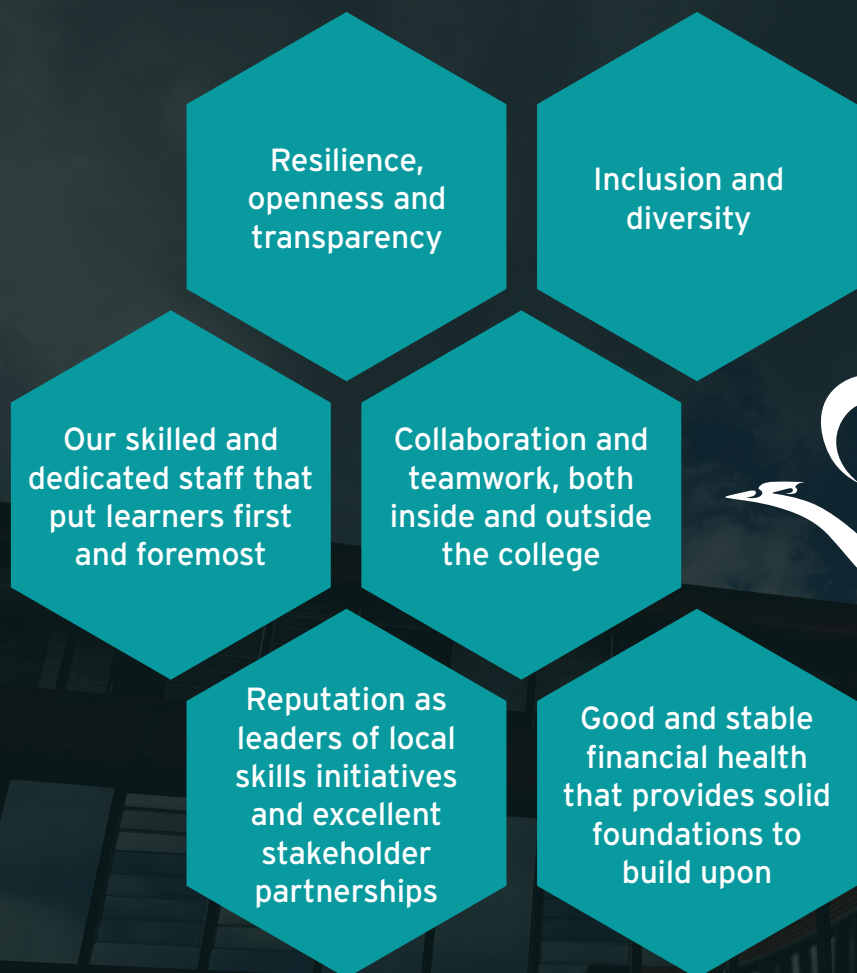 Resilience,
openness and
transparency
Inclusion and
diversity
Our skilled and
dedicated staff that
put learners first
and foremost
Collaboration and
teamwork, both
inside and outside
the college
Reputation as
leaders of local
skills initiatives
and excellent
stakeholder
partnerships
Good and stable
financial health
that provides solid
foundations to
build upon